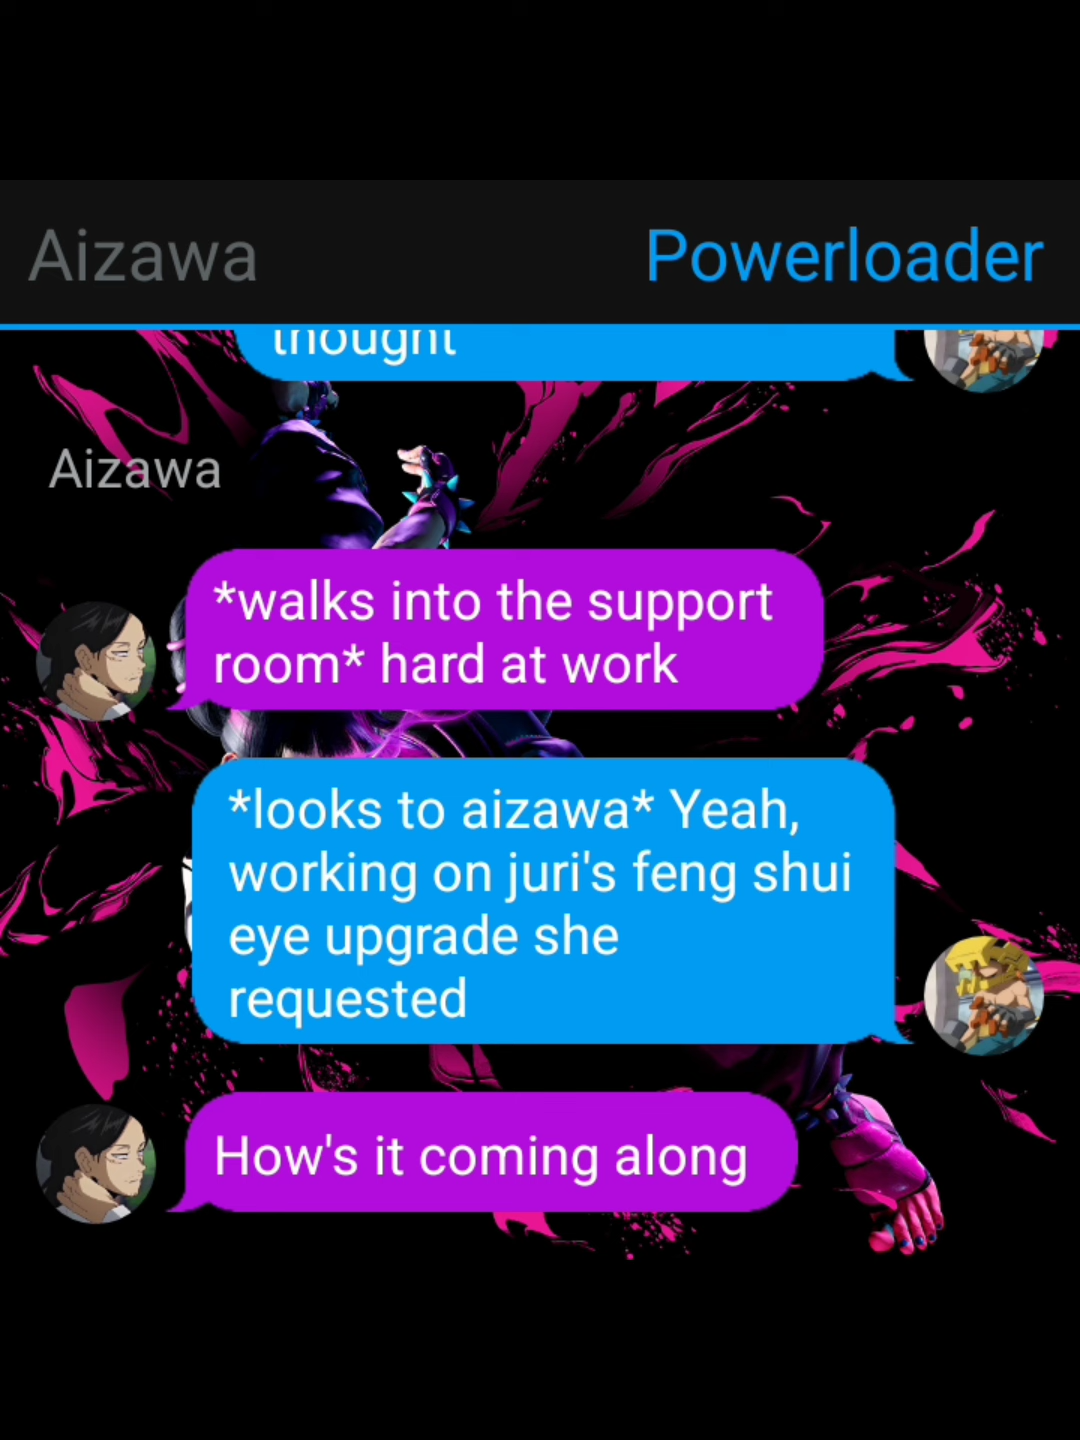 Aizawa
Powerloader
thought
Aizawa
*walks into the support
room* hard at work
*looks to aizawa* Yeah,
working on juri's feng shui
eye upgrade she
requested
How's it coming along